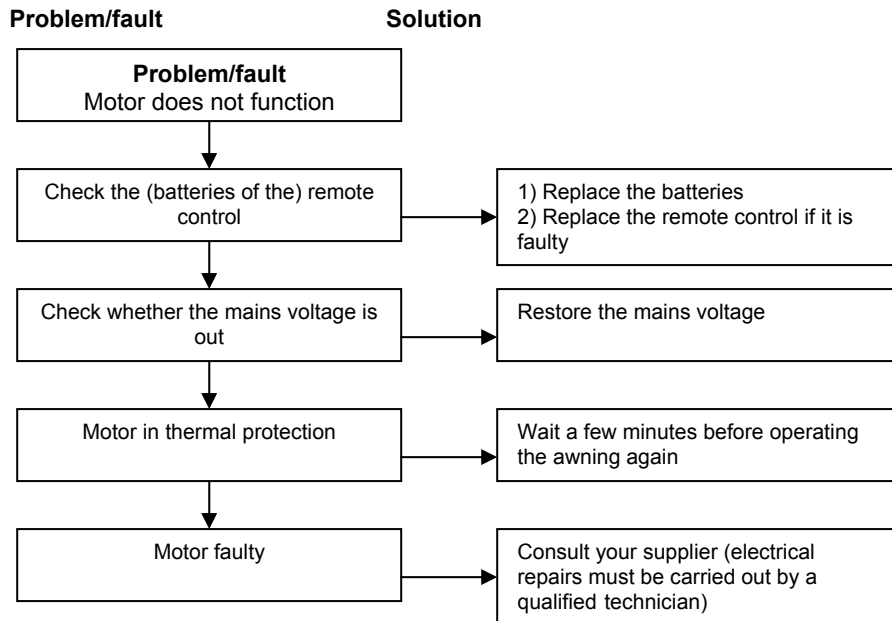 Problem/fault
Solution
Problem/fault
Motor does not function
Check the (batteries of the) remote
control
1) Replace the batteries
2) Replace the remote control if it is
faulty
Check whether the mains voltage is
out
Restore the mains voltage
Motor in thermal protection
Wait a few minutes before operating
the awning again
Motor faulty
Consult your supplier (electrical
repairs must be carried out by a
qualified technician)